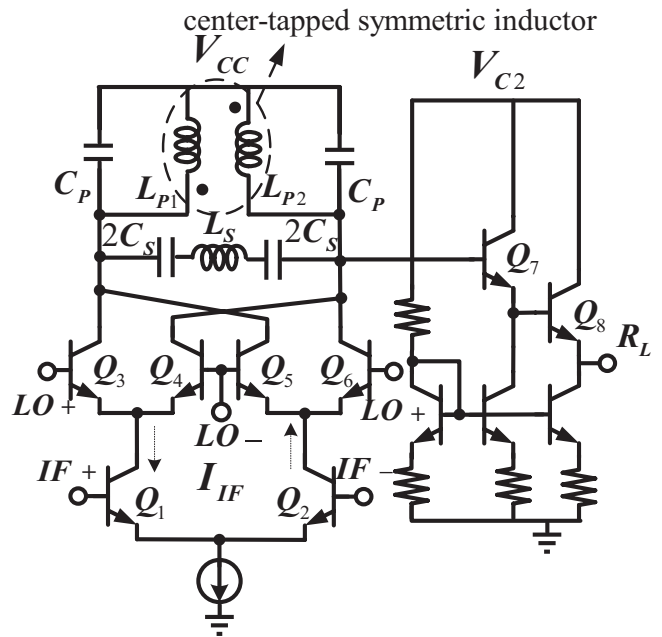 center-tapped symmetric inductor
V_CC
V_C2
C_P
L_P1
L_P2
C_P
2C_S
L_S
2C_S
Q_7
Q_8
R_L
Q_3
Q_4
Q_5
Q_6
LO +
LO −
LO +
IF +
I_IF
IF −
Q_1
Q_2